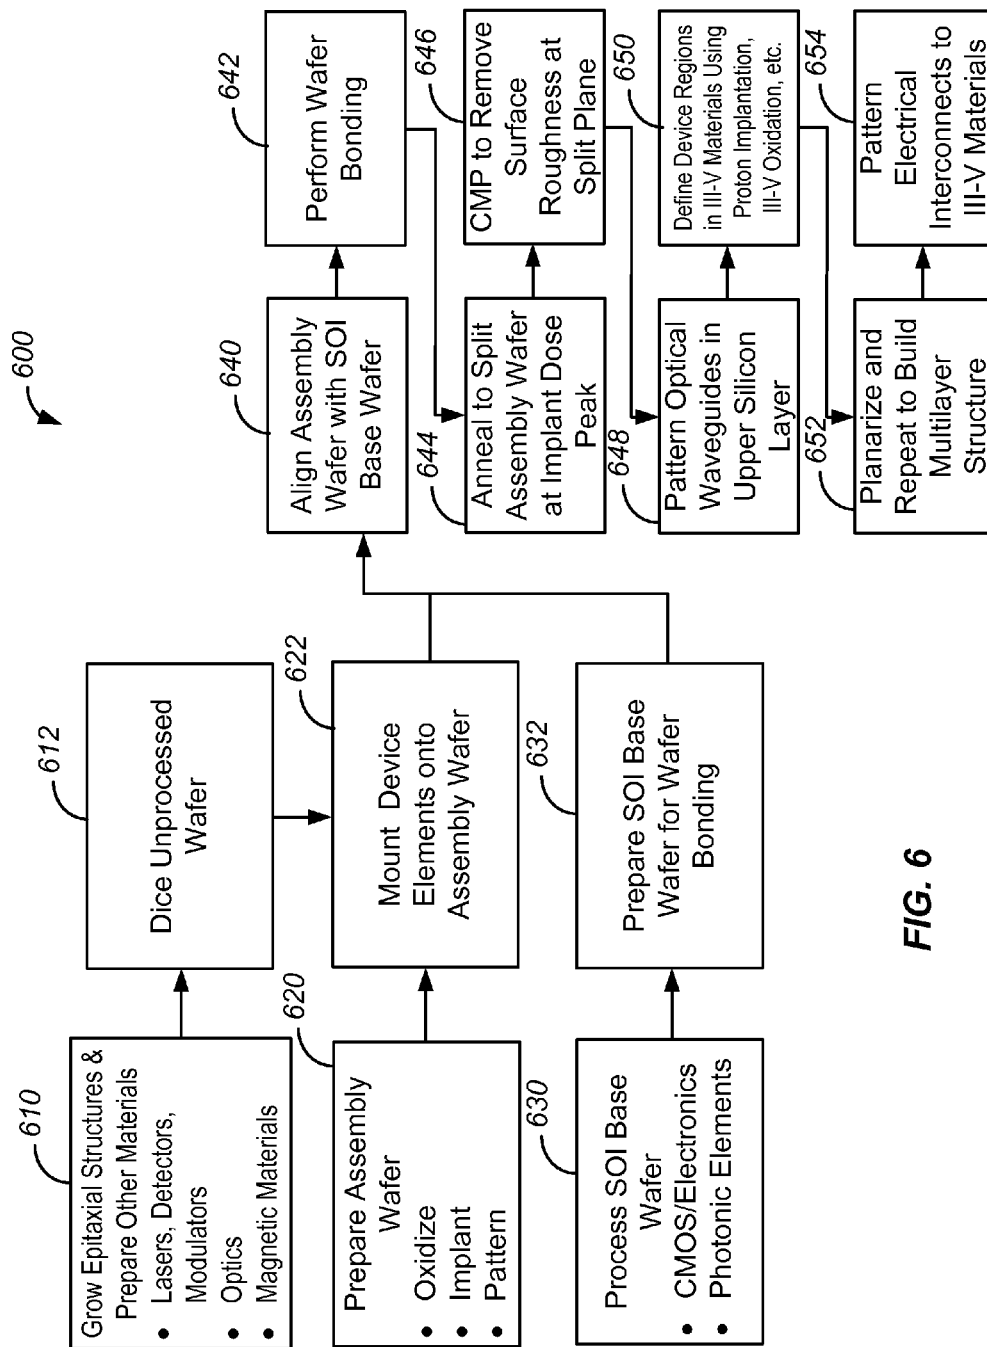 600
610
Grow Epitaxial Structures &
Prepare Other Materials
• Lasers, Detectors,
Modulators
• Optics
• Magnetic Materials
612
Dice Unprocessed
Wafer
620
Prepare Assembly
Wafer
• Oxidize
• Implant
• Pattern
622
Mount Device
Elements onto
Assembly Wafer
630
Process SOI Base
Wafer
• CMOS/Electronics
• Photonic Elements
632
Prepare SOI Base
Wafer for Wafer
Bonding
640
Align Assembly
Wafer with SOI
Base Wafer
642
Perform Wafer
Bonding
644
Anneal to Split
Assembly Wafer
at Implant Dose
Peak
646
CMP to Remove
Surface
Roughness at
Split Plane
648
Pattern Optical
Waveguides in
Upper Silicon
Layer
650
Define Device Regions
in III-V Materials Using
Proton Implantation,
III-V Oxidation, etc.
652
Planarize and
Repeat to Build
Multilayer
Structure
654
Pattern
Electrical
Interconnects to
III-V Materials
FIG. 6